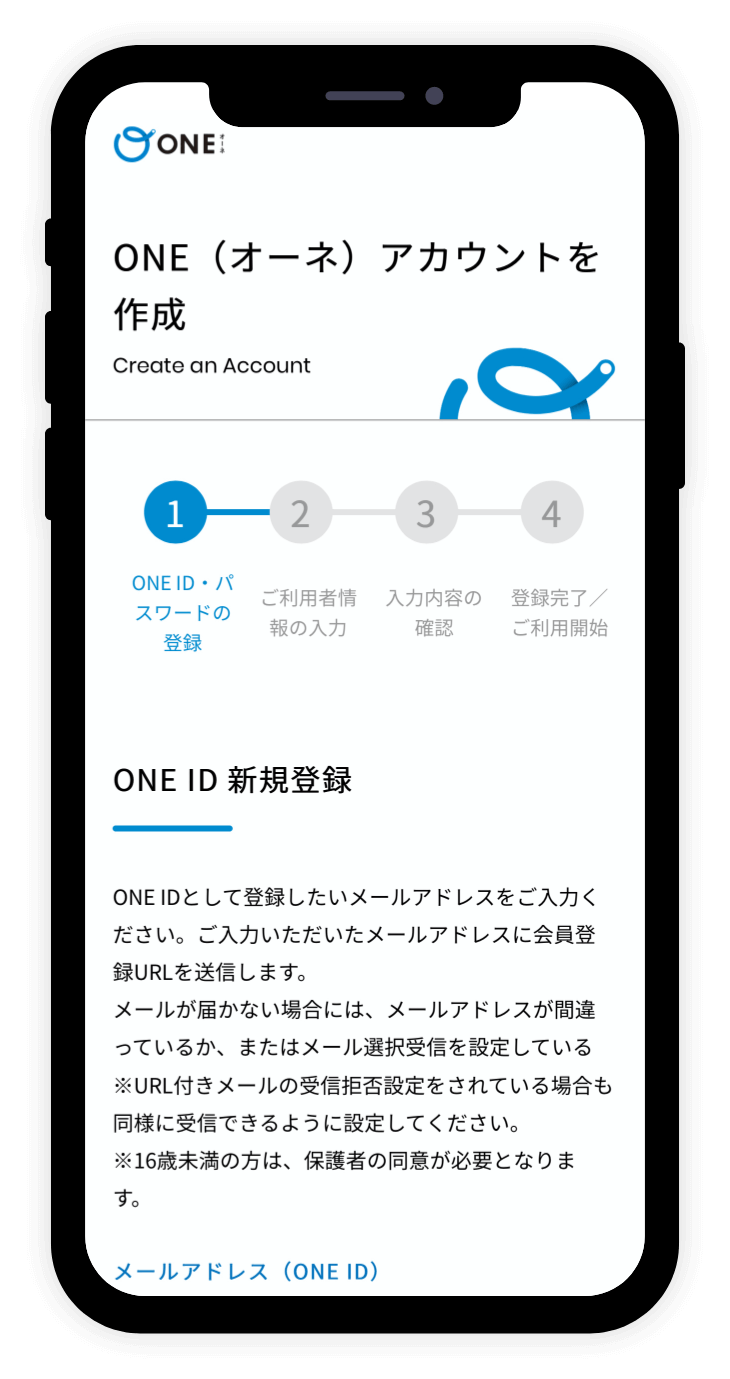 ONE オーネ
ONE（オーネ）アカウントを
作成
Create an Account
1 2 3 4
ONE ID・パ
スワードの
登録
ご利用者情
報の入力
入力内容の
確認
登録完了／
ご利用開始
ONE ID 新規登録
ONE IDとして登録したいメールアドレスをご入力く
ださい。ご入力いただいたメールアドレスに会員登
録URLを送信します。
メールが届かない場合には、メールアドレスが間違
っているか、またはメール選択受信を設定している
※URL付きメールの受信拒否設定をされている場合も
同様に受信できるように設定してください。
※16歳未満の方は、保護者の同意が必要となりま
す。
メールアドレス（ONE ID）